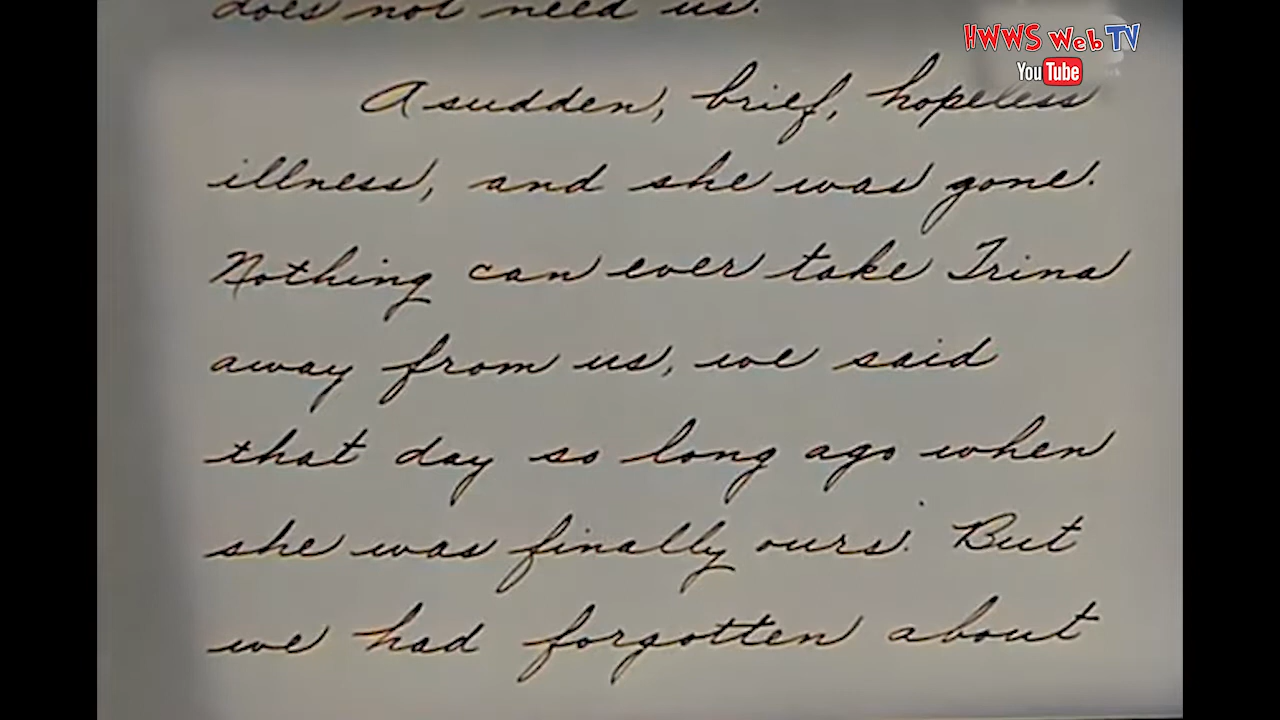 does not need us.
HWWS WebTV
YouTube
A sudden, brief, hopeless
illness, and she was gone.
Nothing can ever take Trina
away from us, we said
that day so long ago when
she was finally ours. But
we had forgotten about